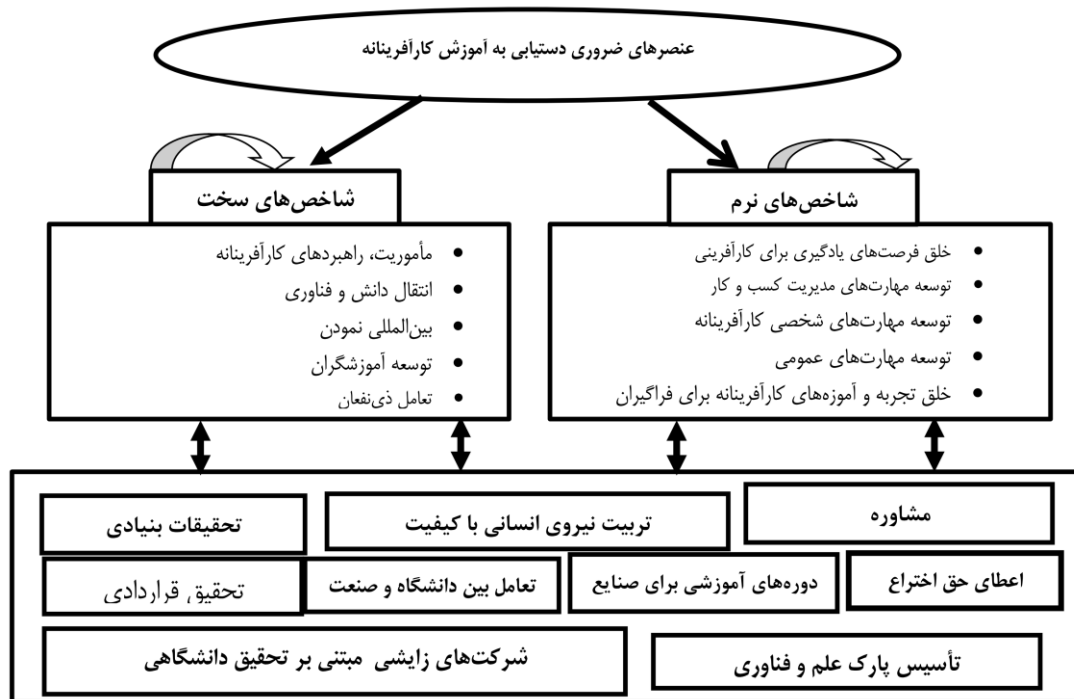 عنصرهای ضروری دستیابی به آموزش کارآفرینانه
شاخص‌های نرم
خلق فرصت‌های یادگیری برای کارآفرینی
توسعه مهارت‌های مدیریت کسب و کار
توسعه مهارت‌های شخصی کارآفرینانه
توسعه مهارت‌های عمومی
خلق تجربه و آموزه‌های کارآفرینانه برای فراگیران
شاخص‌های سخت
مأموریت، راهبردهای کارآفرینانه
انتقال دانش و فناوری
بین‌المللی نمودن
توسعه آموزشگران
تعامل ذی‌نفعان
مشاوره
تربیت نیروی انسانی با کیفیت
تحقیقات بنیادی
اعطای حق اختراع
دوره‌های آموزشی برای صنایع
تعامل بین دانشگاه و صنعت
تحقیق قراردادی
تأسیس پارک علم و فناوری
شرکت‌های زایشی مبتنی بر تحقیق دانشگاهی